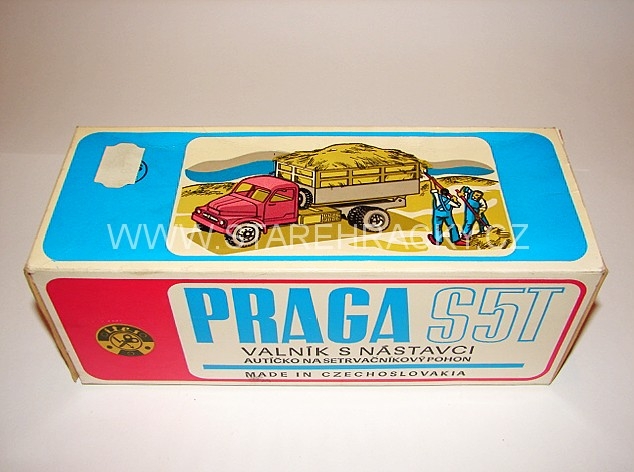 WWW.STAREHRACKY.CZ
PRAGA S5T
VALNÍK S NÁSTAVCI
AUTÍČKO NA SETRVAČNÍKOVÝ POHON
MADE IN CZECHOSLOVAKIA